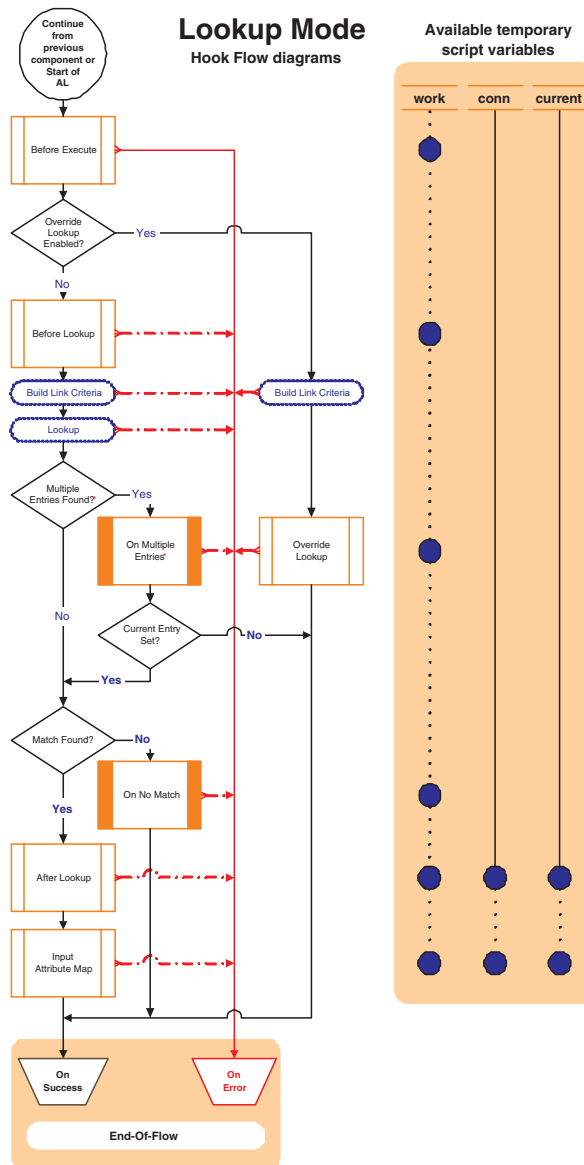 Lookup Mode
Hook Flow diagrams
Available temporary
script variables
Continue
from
previous
component or
Start of
AL
work
conn
current
Before Execute
Override
Lookup
Enabled?
Yes
No
Before Lookup
Build Link Criteria
Build Link Criteria
Lookup
Multiple
Entries Found?*
Yes
On Multiple
Entries*
Override
Lookup
No
Current Entry
Set?
No
Yes
Match Found?
No
On No Match
Yes
After Lookup
Input
Attribute Map
On
Success
On
Error
End-Of-Flow